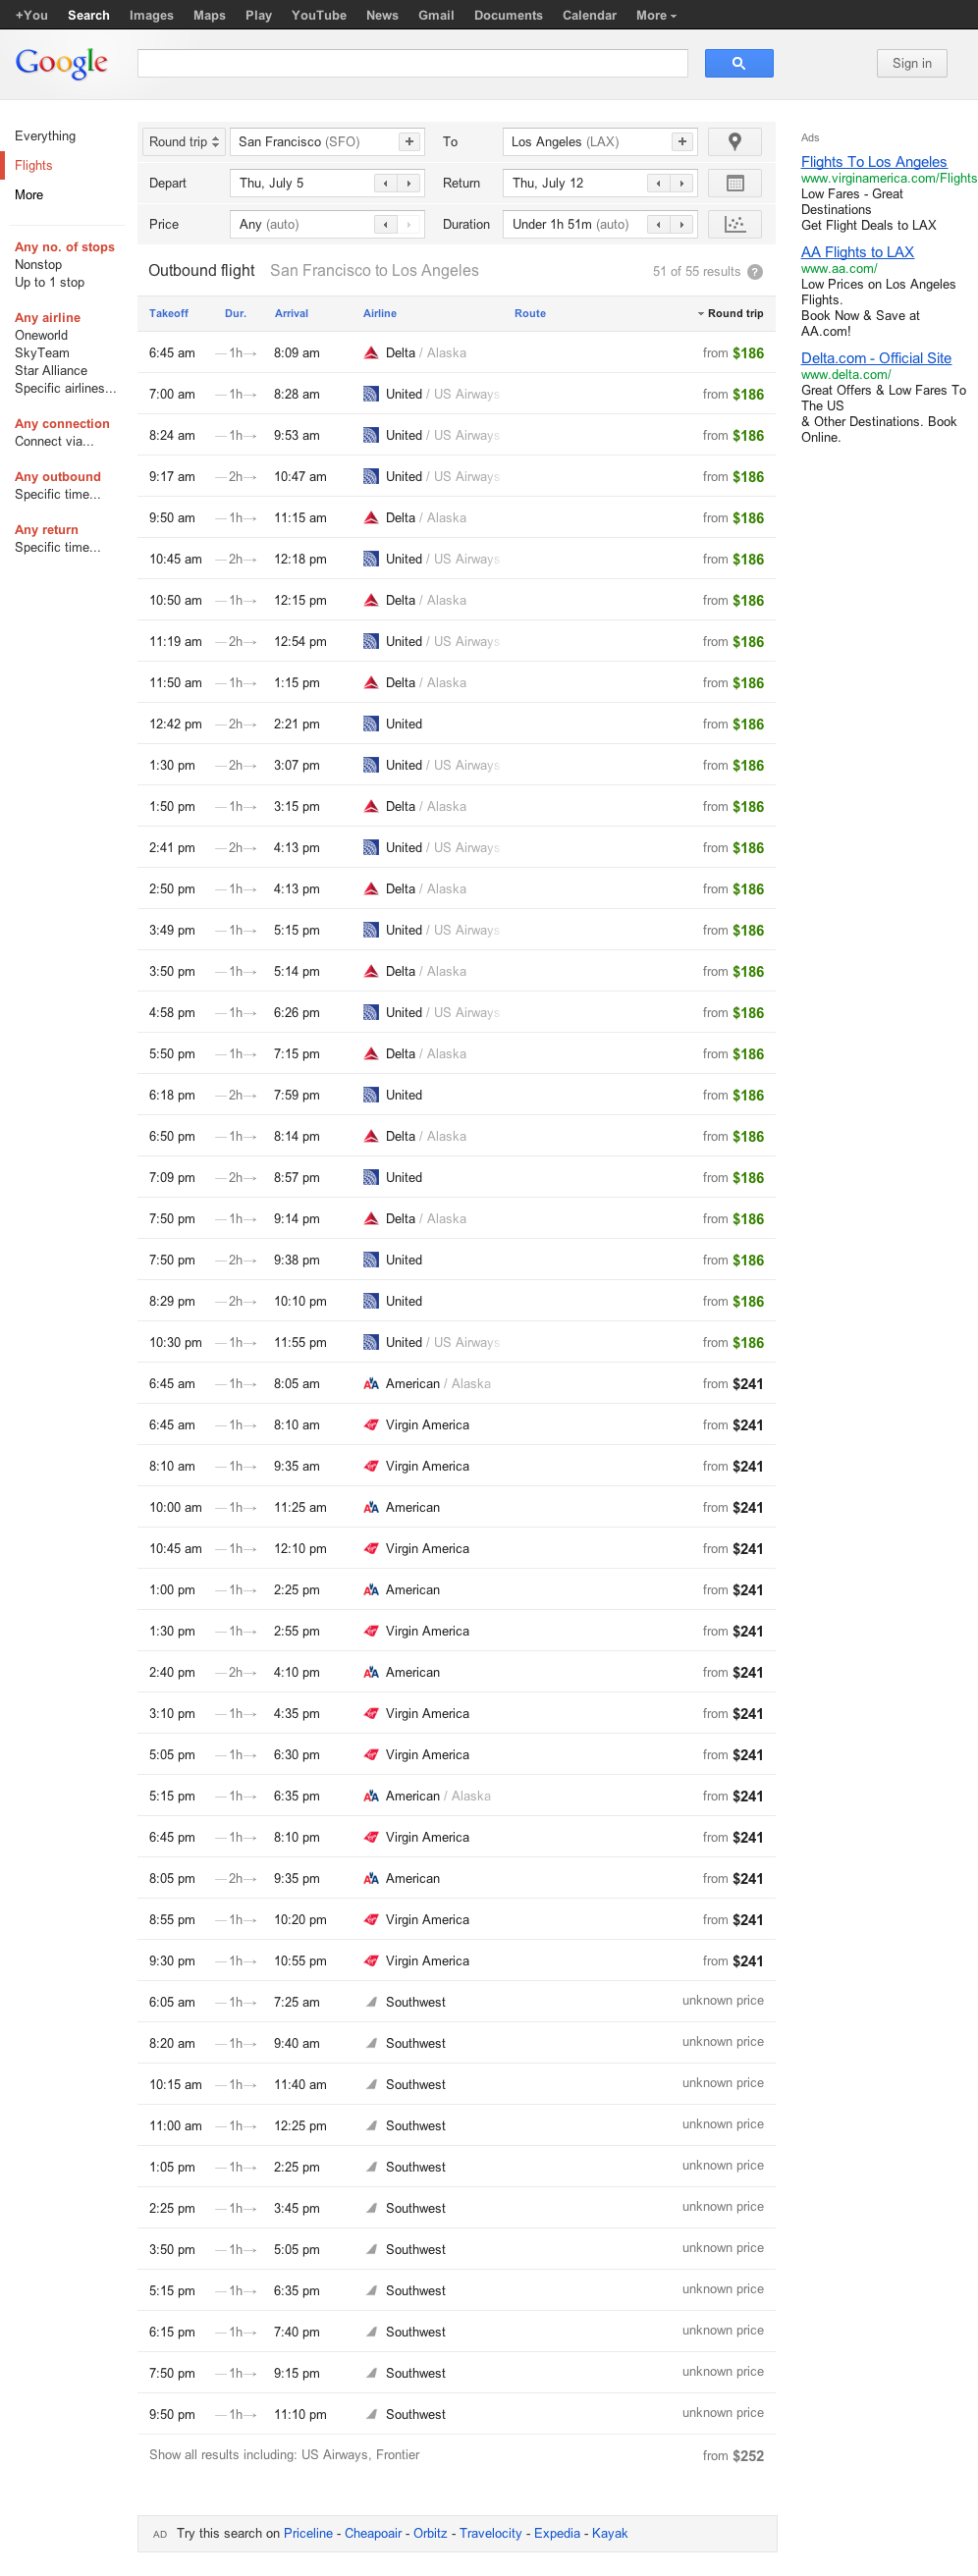 +You Search Images Maps Play YouTube News Gmail Documents Calendar More
Google
Sign in
Everything
Flights
More
Any no. of stops
Nonstop
Up to 1 stop
Any airline
Oneworld
SkyTeam
Star Alliance
Specific airlines...
Any connection
Connect via...
Any outbound
Specific time...
Any return
Specific time...
Round trip San Francisco (SFO) To Los Angeles (LAX)
Depart Thu, July 5 Return Thu, July 12
Price Any (auto) Duration Under 1h 51m (auto)
Outbound flight San Francisco to Los Angeles 51 of 55 results ?
Takeoff Dur. Arrival Airline Route Round trip
6:45 am 1h 8:09 am Delta / Alaska from $186
7:00 am 1h 8:28 am United / US Airways from $186
8:24 am 1h 9:53 am United / US Airways from $186
9:17 am 2h 10:47 am United / US Airways from $186
9:50 am 1h 11:15 am Delta / Alaska from $186
10:45 am 2h 12:18 pm United / US Airways from $186
10:50 am 1h 12:15 pm Delta / Alaska from $186
11:19 am 2h 12:54 pm United / US Airways from $186
11:50 am 1h 1:15 pm Delta / Alaska from $186
12:42 pm 2h 2:21 pm United from $186
1:30 pm 2h 3:07 pm United / US Airways from $186
1:50 pm 1h 3:15 pm Delta / Alaska from $186
2:41 pm 2h 4:13 pm United / US Airways from $186
2:50 pm 1h 4:13 pm Delta / Alaska from $186
3:49 pm 1h 5:15 pm United / US Airways from $186
3:50 pm 1h 5:14 pm Delta / Alaska from $186
4:58 pm 1h 6:26 pm United / US Airways from $186
5:50 pm 1h 7:15 pm Delta / Alaska from $186
6:18 pm 2h 7:59 pm United from $186
6:50 pm 1h 8:14 pm Delta / Alaska from $186
7:09 pm 2h 8:57 pm United from $186
7:50 pm 1h 9:14 pm Delta / Alaska from $186
7:50 pm 2h 9:38 pm United from $186
8:29 pm 2h 10:10 pm United from $186
10:30 pm 1h 11:55 pm United / US Airways from $186
6:45 am 1h 8:05 am American / Alaska from $241
6:45 am 1h 8:10 am Virgin America from $241
8:10 am 1h 9:35 am Virgin America from $241
10:00 am 1h 11:25 am American from $241
10:45 am 1h 12:10 pm Virgin America from $241
1:00 pm 1h 2:25 pm American from $241
1:30 pm 1h 2:55 pm Virgin America from $241
2:40 pm 2h 4:10 pm American from $241
3:10 pm 1h 4:35 pm Virgin America from $241
5:05 pm 1h 6:30 pm Virgin America from $241
5:15 pm 1h 6:35 pm American / Alaska from $241
6:45 pm 1h 8:10 pm Virgin America from $241
8:05 pm 2h 9:35 pm American from $241
8:55 pm 1h 10:20 pm Virgin America from $241
9:30 pm 1h 10:55 pm Virgin America from $241
6:05 am 1h 7:25 am Southwest unknown price
8:20 am 1h 9:40 am Southwest unknown price
10:15 am 1h 11:40 am Southwest unknown price
11:00 am 1h 12:25 pm Southwest unknown price
1:05 pm 1h 2:25 pm Southwest unknown price
2:25 pm 1h 3:45 pm Southwest unknown price
3:50 pm 1h 5:05 pm Southwest unknown price
5:15 pm 1h 6:35 pm Southwest unknown price
6:15 pm 1h 7:40 pm Southwest unknown price
7:50 pm 1h 9:15 pm Southwest unknown price
9:50 pm 1h 11:10 pm Southwest unknown price
Show all results including: US Airways, Frontier from $252
AD Try this search on Priceline - Cheapoair - Orbitz - Travelocity - Expedia - Kayak
Ads
Flights To Los Angeles
www.virginamerica.com/Flights
Low Fares - Great
Destinations
Get Flight Deals to LAX
AA Flights to LAX
www.aa.com/
Low Prices on Los Angeles
Flights.
Book Now & Save at
AA.com!
Delta.com - Official Site
www.delta.com/
Great Offers & Low Fares To
The US
& Other Destinations. Book
Online.